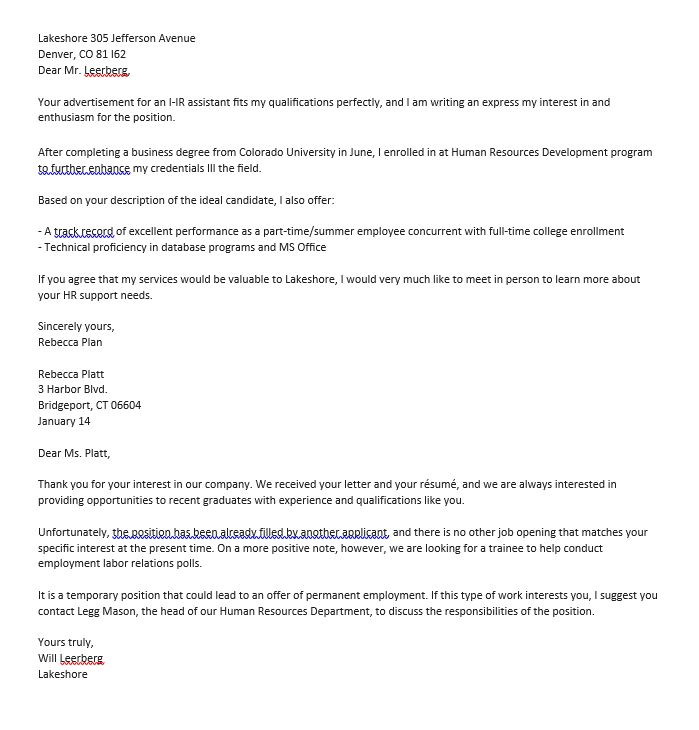 Lakeshore 305 Jefferson Avenue
Denver, CO 81 I62
Dear Mr. Leerberg,
Your advertisement for an I-IR assistant fits my qualifications perfectly, and I am writing an express my interest in and
enthusiasm for the position.
After completing a business degree from Colorado University in June, I enrolled in at Human Resources Development program
to further enhance my credentials III the field.
Based on your description of the ideal candidate, I also offer:
- A track record of excellent performance as a part-time/summer employee concurrent with full-time college enrollment
- Technical proficiency in database programs and MS Office
If you agree that my services would be valuable to Lakeshore, I would very much like to meet in person to learn more about
your HR support needs.
Sincerely yours,
Rebecca Plan
Rebecca Platt
3 Harbor Blvd.
Bridgeport, CT 06604
January 14
Dear Ms. Platt,
Thank you for your interest in our company. We received your letter and your résumé, and we are always interested in
providing opportunities to recent graduates with experience and qualifications like you.
Unfortunately, the position has been already filled by another applicant, and there is no other job opening that matches your
specific interest at the present time. On a more positive note, however, we are looking for a trainee to help conduct
employment labor relations polls.
It is a temporary position that could lead to an offer of permanent employment. If this type of work interests you, I suggest you
contact Legg Mason, the head of our Human Resources Department, to discuss the responsibilities of the position.
Yours truly,
Will Leerberg
Lakeshore